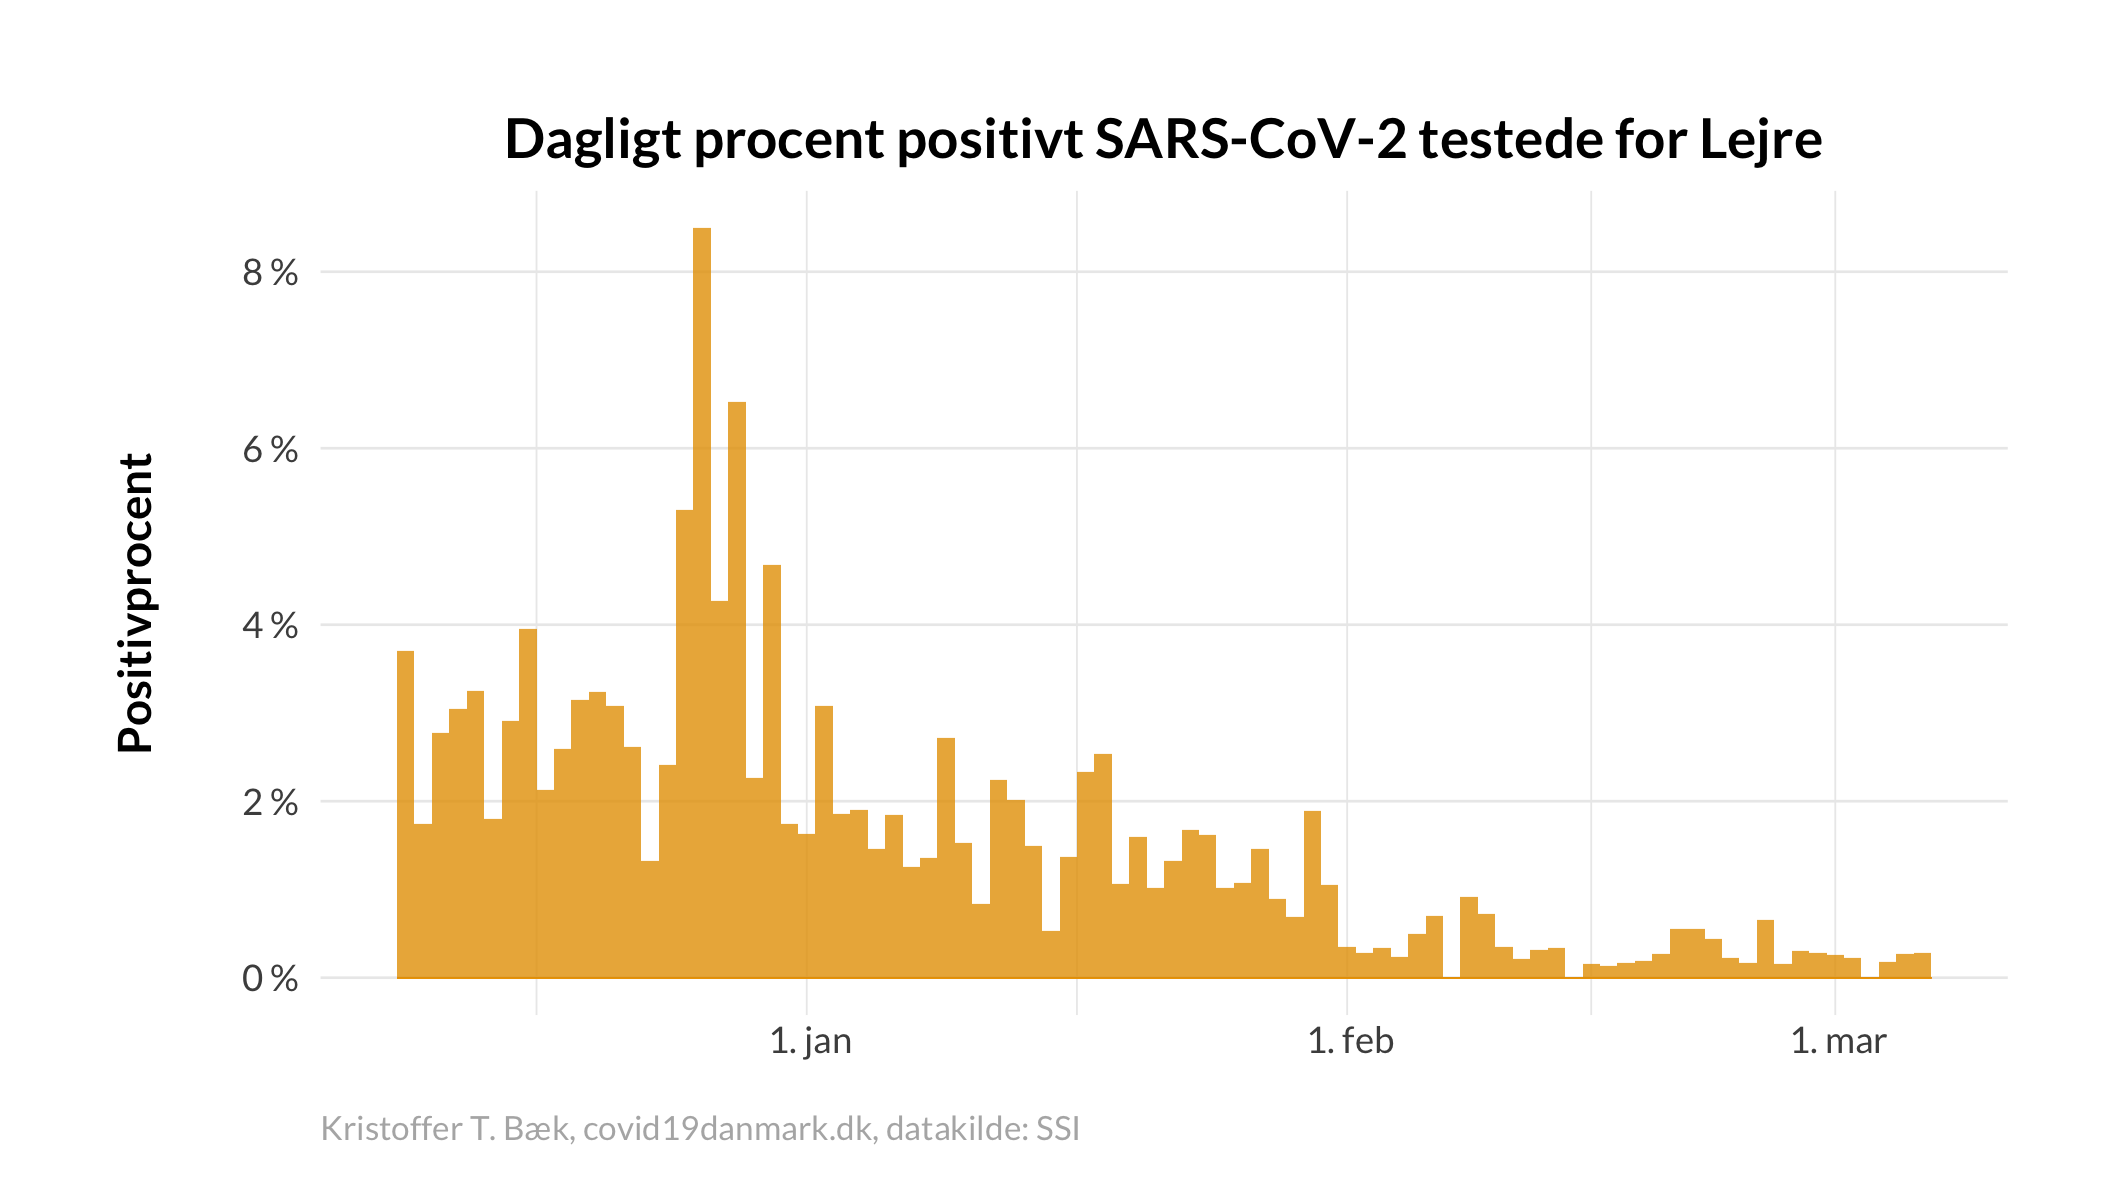 Dagligt procent positivt SARS-CoV-2 testede for Lejre
Positivprocent
8 %
6 %
4 %
2 %
0 %
1. jan
1. feb
1. mar
Kristoffer T. Bæk, covid19danmark.dk, datakilde: SSI